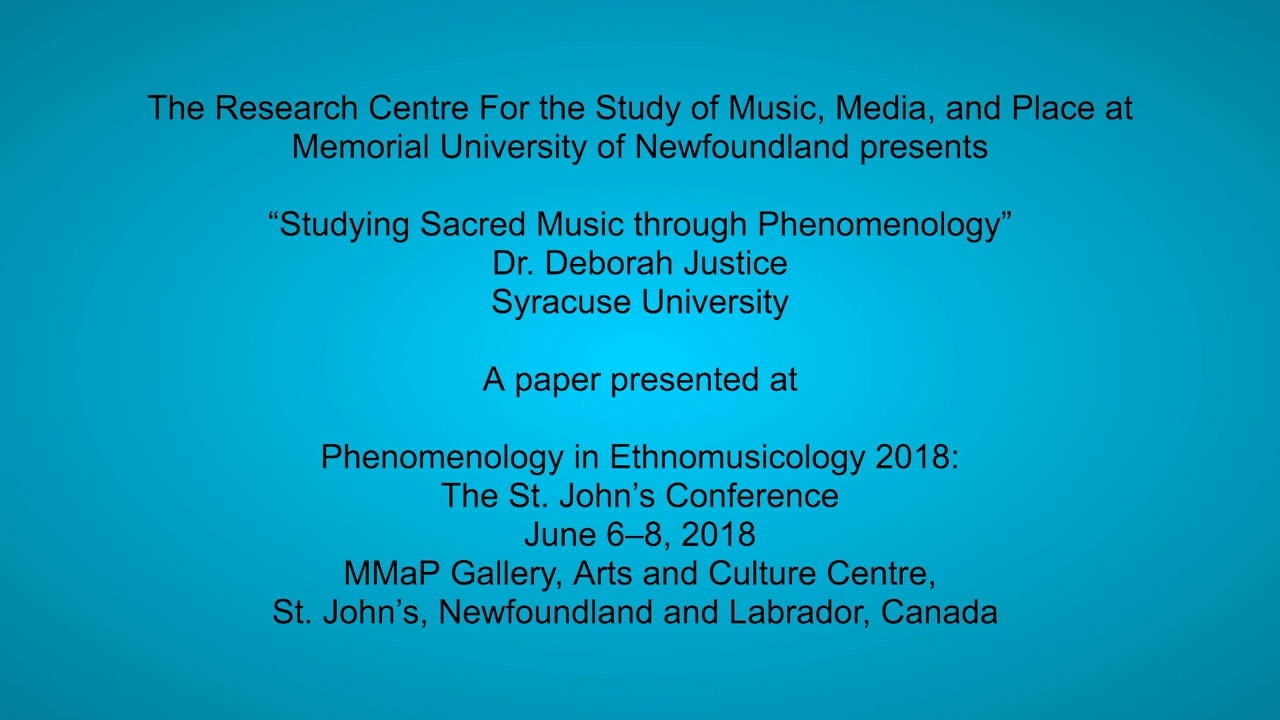 The Research Centre For the Study of Music, Media, and Place at
Memorial University of Newfoundland presents
“Studying Sacred Music through Phenomenology”
Dr. Deborah Justice
Syracuse University
A paper presented at
Phenomenology in Ethnomusicology 2018:
The St. John’s Conference
June 6–8, 2018
MMaP Gallery, Arts and Culture Centre,
St. John’s, Newfoundland and Labrador, Canada